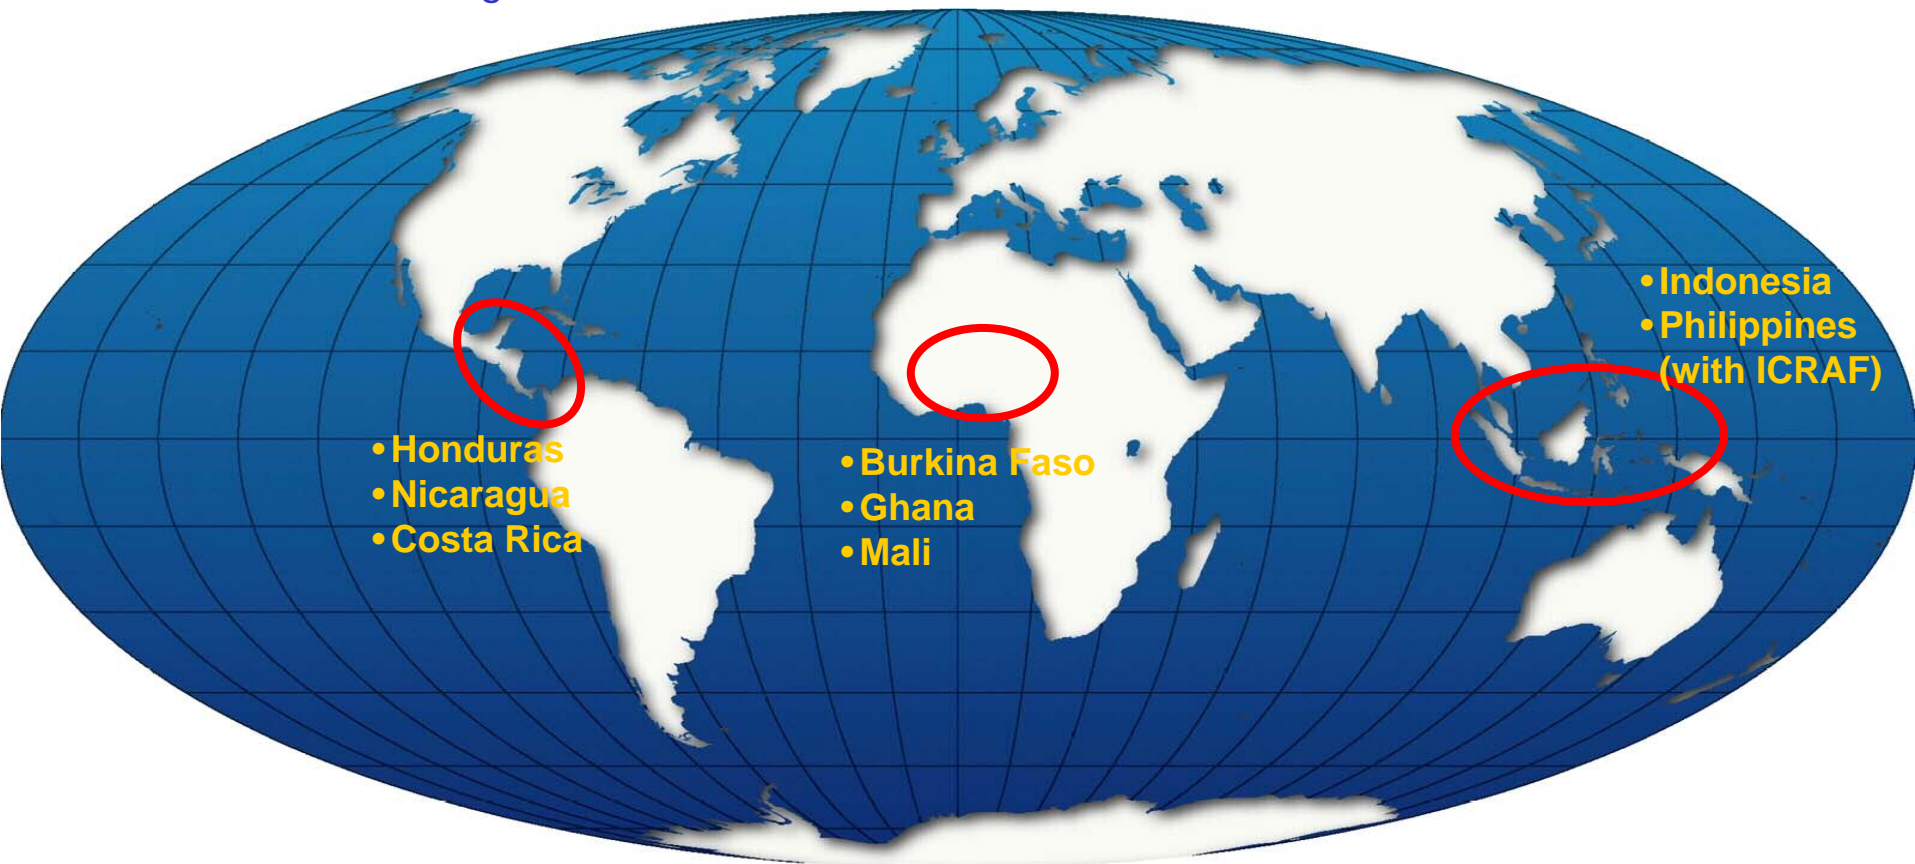 •Honduras
•Nicaragua
•Costa Rica
•Burkina Faso
•Ghana
•Mali
•Indonesia
•Philippines
(with ICRAF)